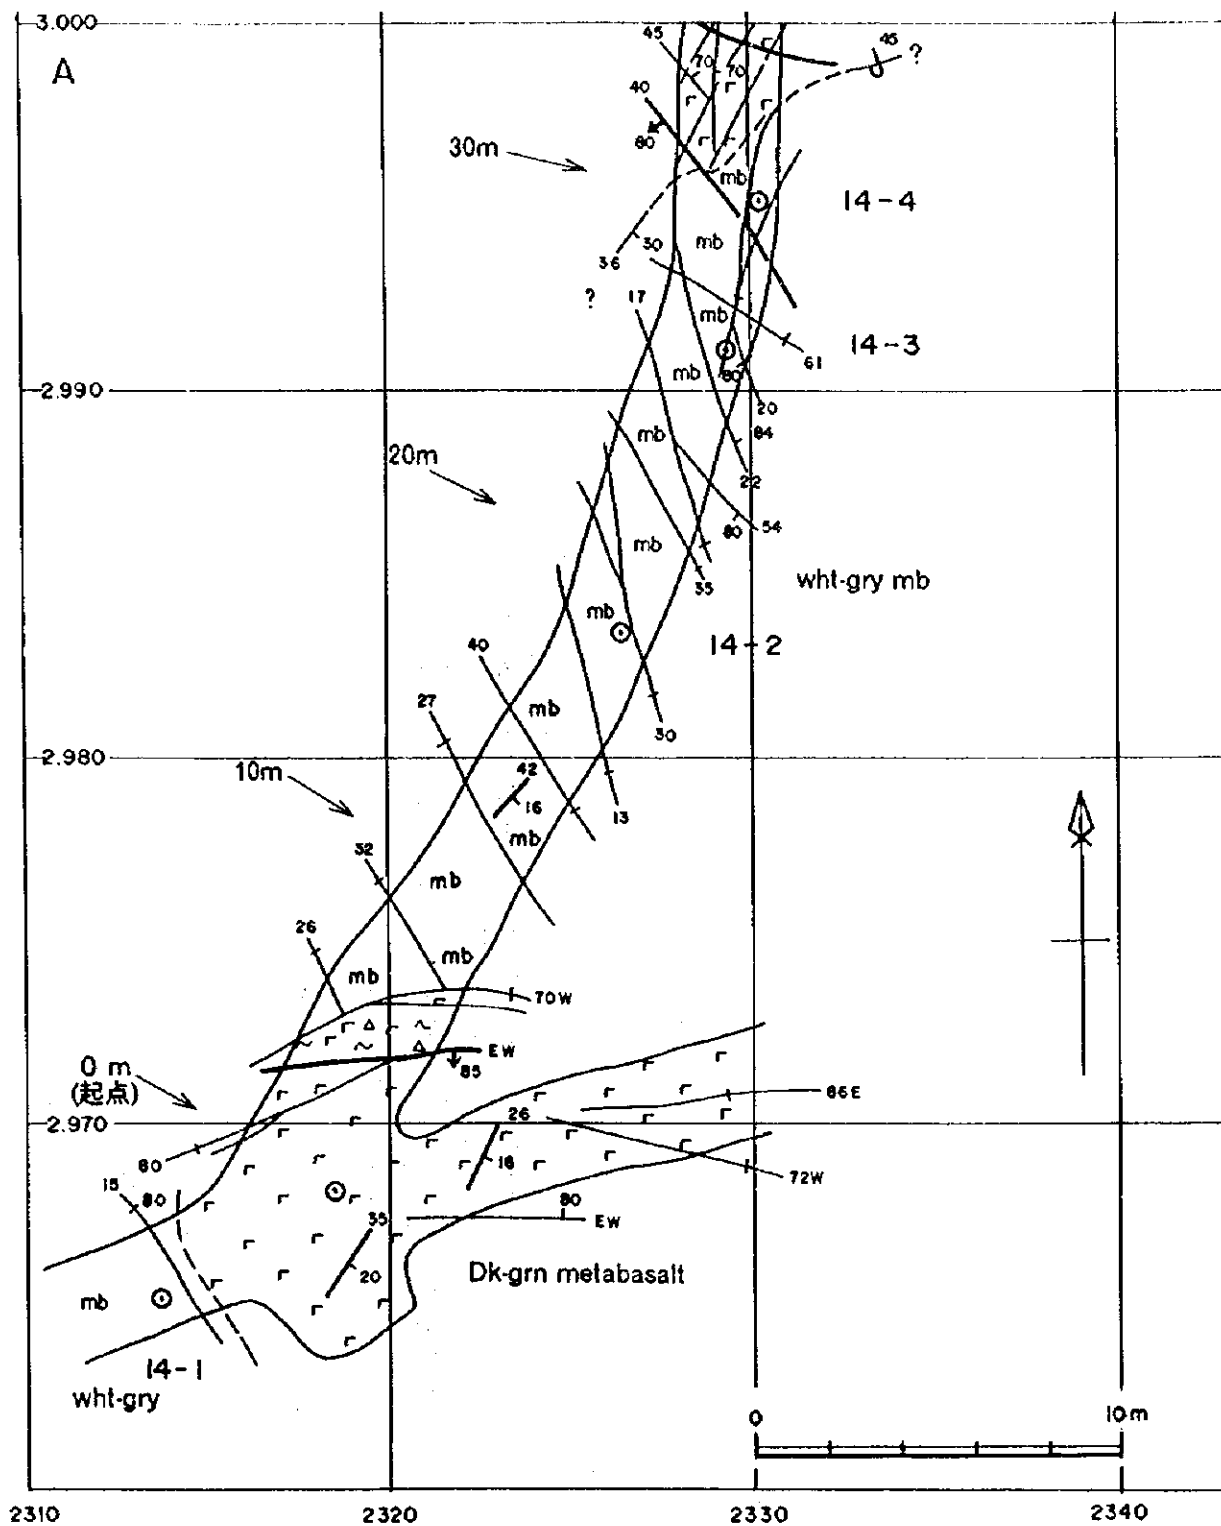 3.000
A
45
70
70
45
?
40
80
30m
mb
14-4
30
mb
36
?
17
mb
14-3
61
mb
80
2.990
20
mb
84
20m
22
80
54
mb
35
wht-gry mb
mb
14-2
40
27
mb
30
2.980
10m
42
16
13
mb
32
mb
26
mb
mb
70W
EW
85
0 m
(起点)
86E
26
2.970
80
18
72W
15
80
80
35
EW
20
Dk-grn metabasalt
mb
14-1
wht-gry
0
10m
2310
2320
2330
2340